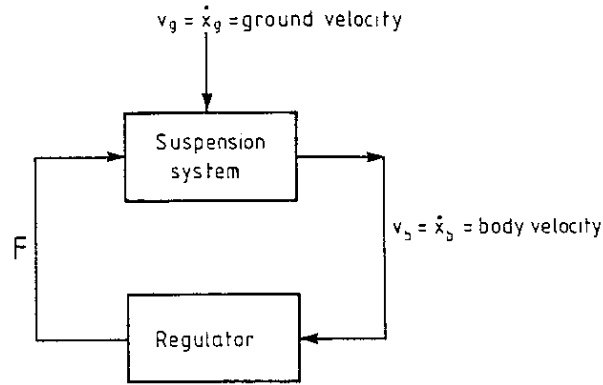 v_g = ẋ_g = ground velocity
Suspension
system
F
v_b = ẋ_b = body velocity
Regulator